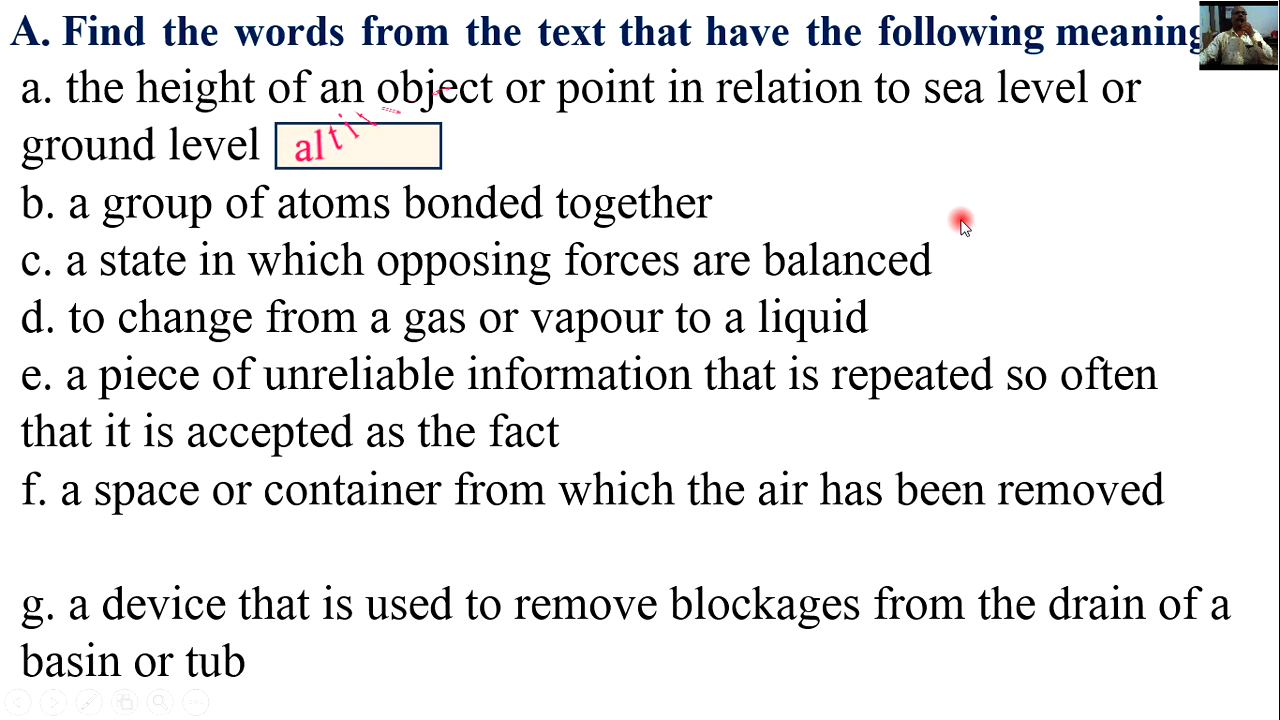 A. Find the words from the text that have the following meaning
a. the height of an object or point in relation to sea level or
ground level altit
b. a group of atoms bonded together
c. a state in which opposing forces are balanced
d. to change from a gas or vapour to a liquid
e. a piece of unreliable information that is repeated so often
that it is accepted as the fact
f. a space or container from which the air has been removed
g. a device that is used to remove blockages from the drain of a
basin or tub